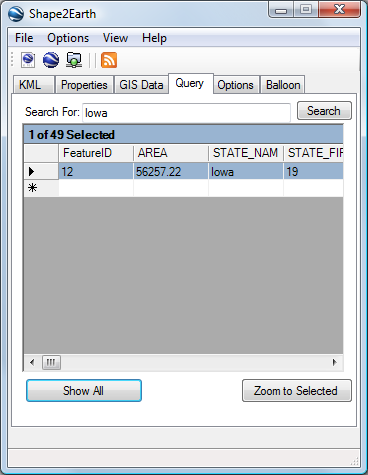 Shape2Earth
File Options View Help
KML Properties GIS Data Query Options Balloon
Search For: Iowa Search
1 of 49 Selected
FeatureID AREA STATE_NAM STATE_FIP
12 56257.22 Iowa 19
Show All Zoom to Selected